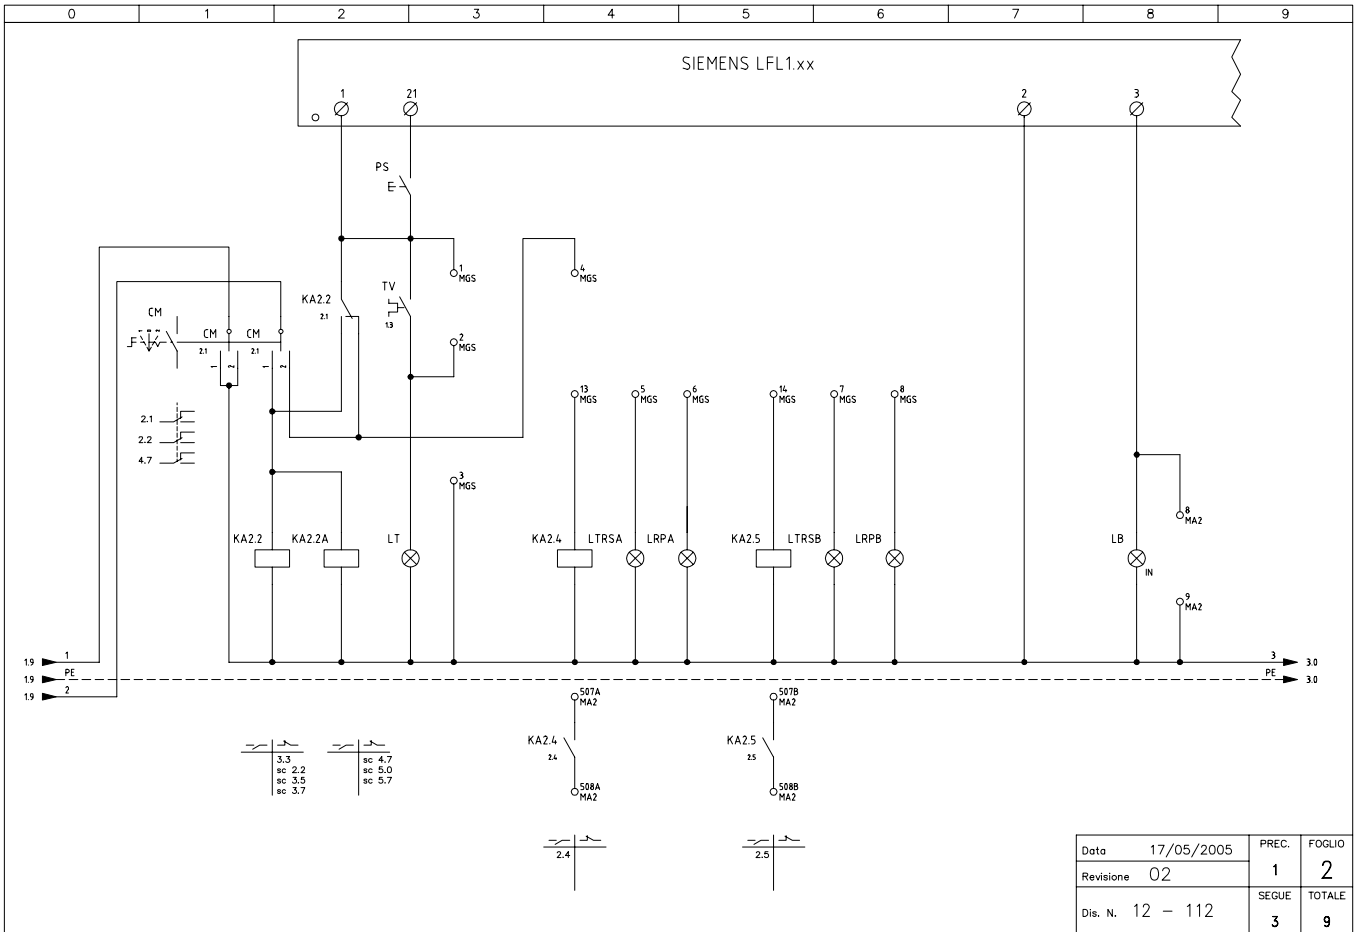 0 1 2 3 4 5 6 7 8 9
SIEMENS LFL1.xx
1 21 2 3
PS
E
1
MGS
4
MGS
TV
1.3
KA2.2
2.1
CM
CM
2.1
CM
2.1
1 2 1 2
2
MGS
13
MGS
5
MGS
6
MGS
14
MGS
7
MGS
8
MGS
2.1
2.2
4.7
3
MGS
8
MA2
KA2.2 KA2.2A LT KA2.4 LTRSA LRPA KA2.5 LTRSB LRPB LB
IN
9
MA2
1.9 1 3 3.0
1.9 PE PE 3.0
1.9 2
507A
MA2
507B
MA2
KA2.4
2.4
KA2.5
2.5
508A
MA2
508B
MA2
3.3
sc 2.2
sc 3.5
sc 3.7
sc 4.7
sc 5.0
sc 5.7
2.4
2.5
Data 17/05/2005
Revisione 02
Dis. N. 12 - 112
PREC.
1
FOGLIO
2
SEGUE
3
TOTALE
9